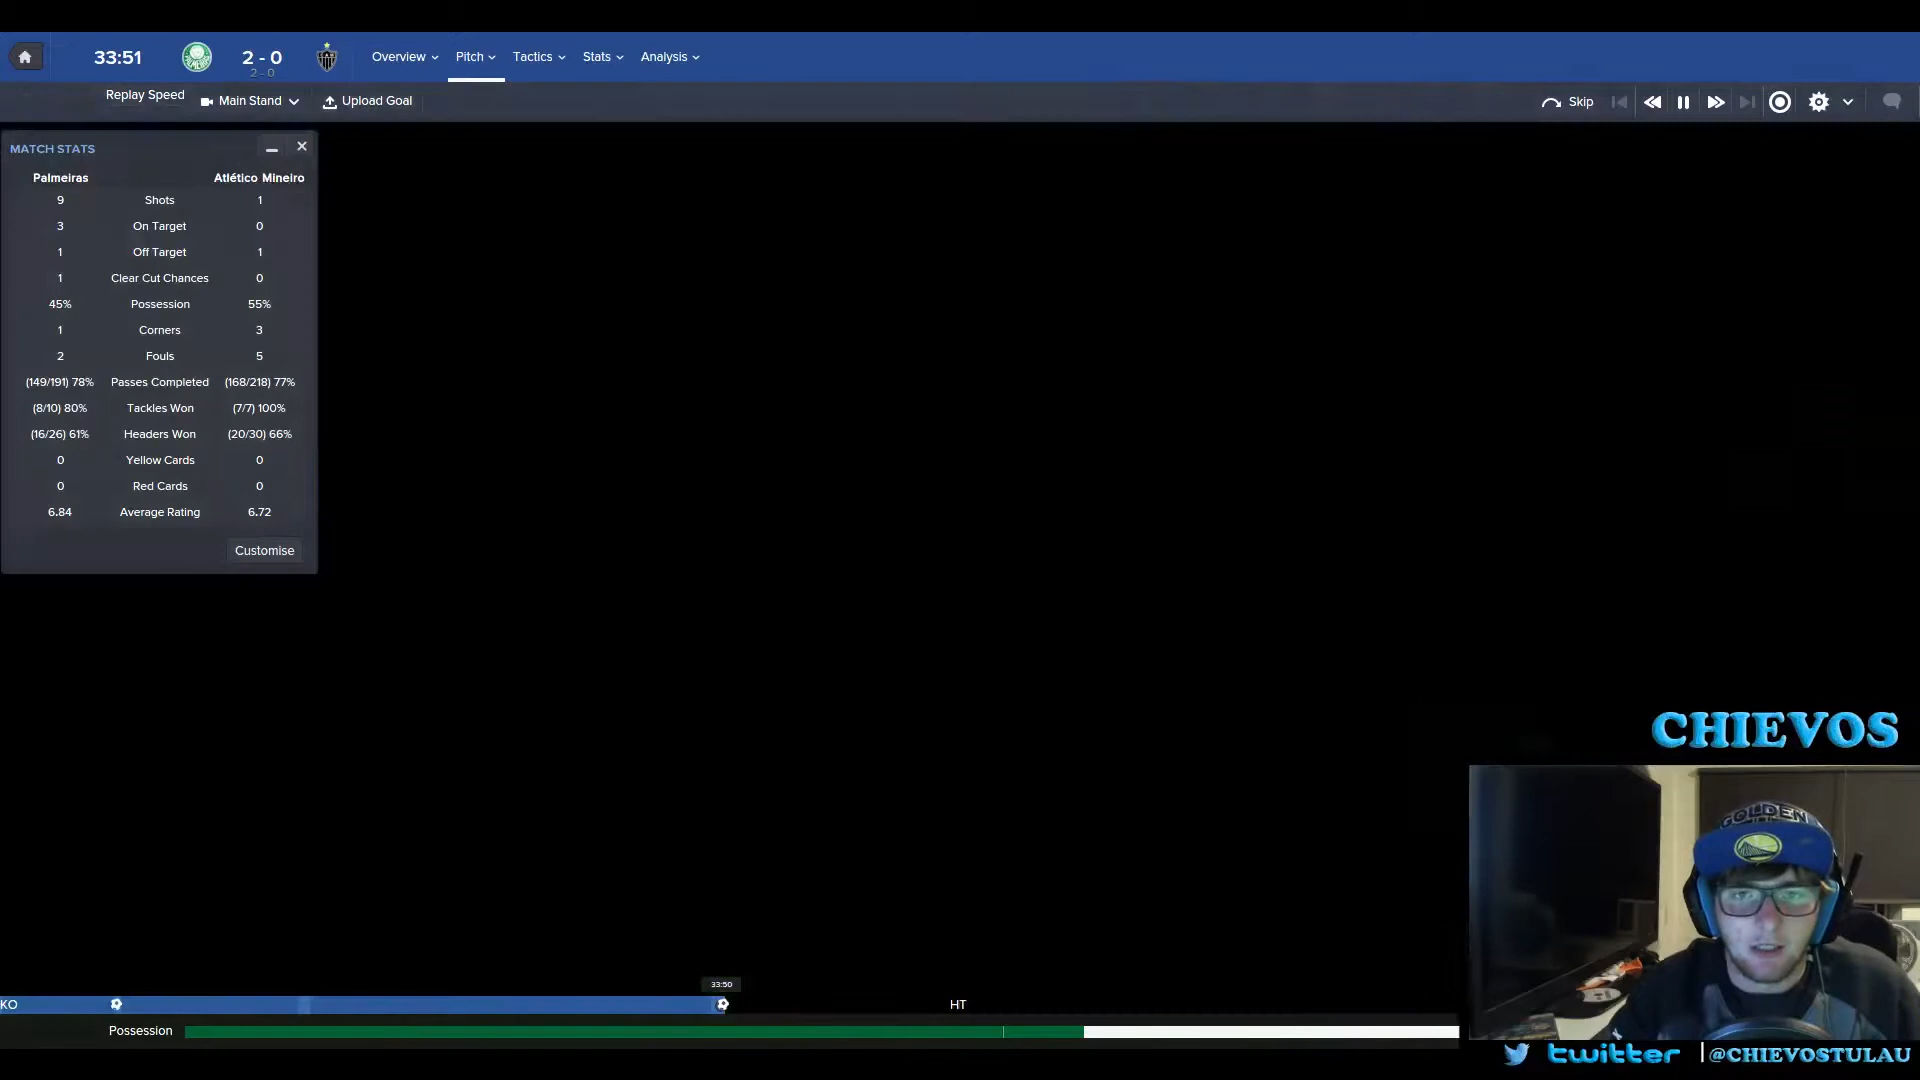 33:51 2 - 0 Overview Pitch Tactics Stats Analysis
2 - 0
Replay Speed Main Stand Upload Goal Skip
MATCH STATS
Palmeiras Atlético Mineiro
9 Shots 1
3 On Target 0
1 Off Target 1
1 Clear Cut Chances 0
45% Possession 55%
1 Corners 3
2 Fouls 5
(149/191) 78% Passes Completed (168/218) 77%
(8/10) 80% Tackles Won (7/7) 100%
(16/26) 61% Headers Won (20/30) 66%
0 Yellow Cards 0
0 Red Cards 0
6.84 Average Rating 6.72
Customise
CHIEVOS
GOLDEN
33:50
KO HT
Possession
twitter |@CHIEVOSTULAU